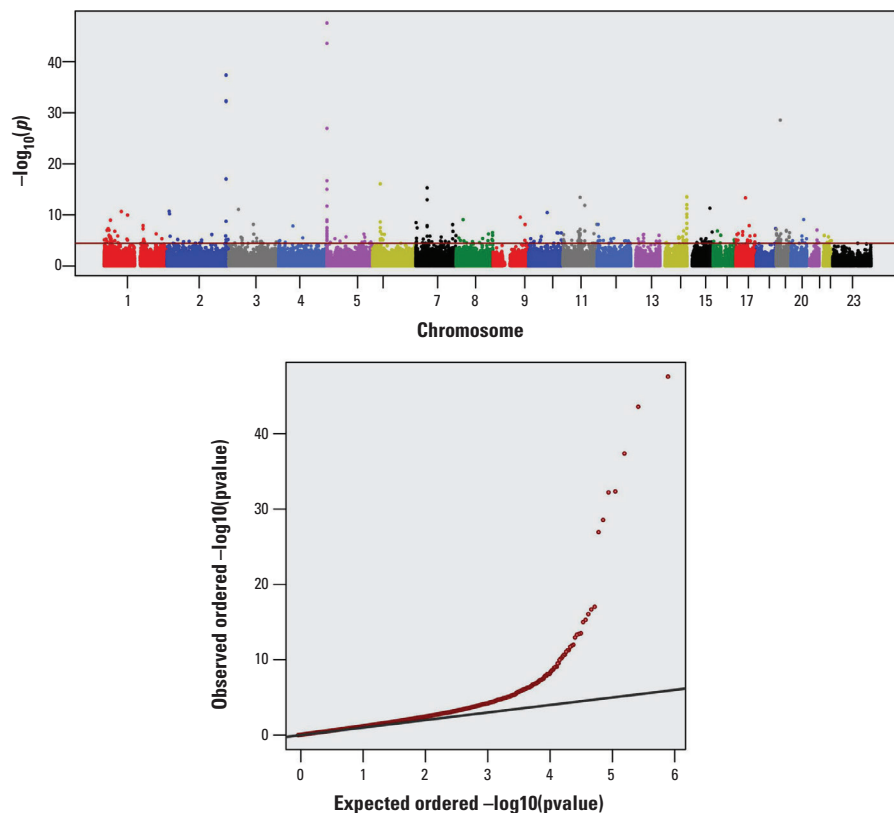 40
30
20
10
0
−log10(p)
1 2 3 4 5 7 8 9 11 13 15 17 20 23
Chromosome
40
30
20
10
0
Observed ordered −log10(pvalue)
0 1 2 3 4 5 6
Expected ordered −log10(pvalue)